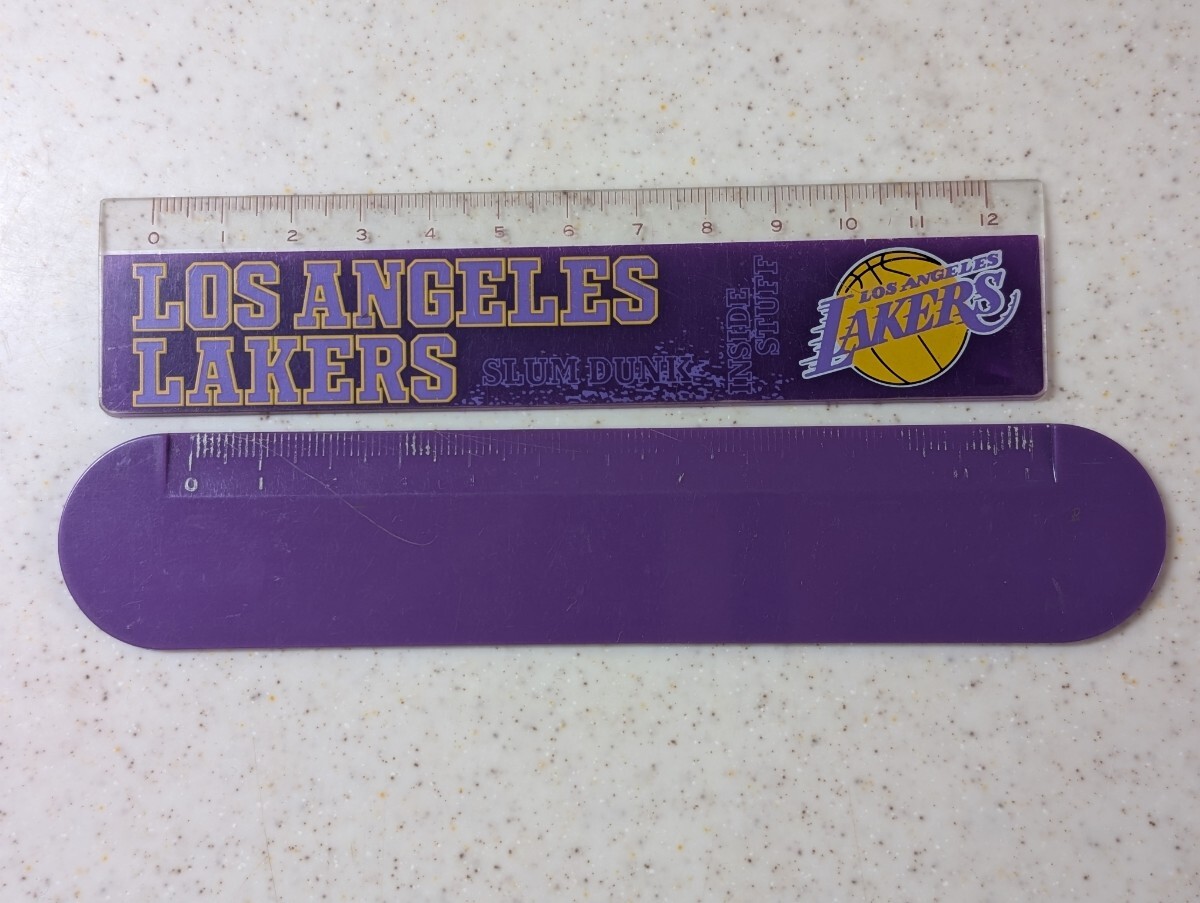 0 1 2 3 4 5 6 7 8 9 10 11 12
LOS ANGELES
LAKERS
SLUM DUNK
INSIDE
STUFF
LOS ANGELES
LAKERS
0 1